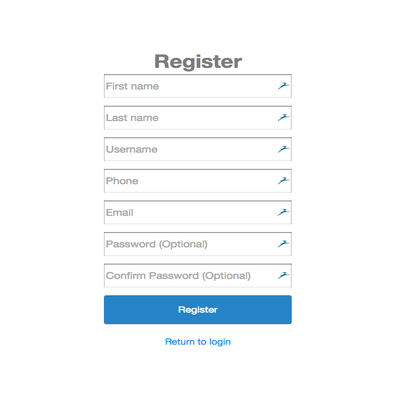 Register
First name
Last name
Username
Phone
Email
Password (Optional)
Confirm Password (Optional)
Register
Return to login